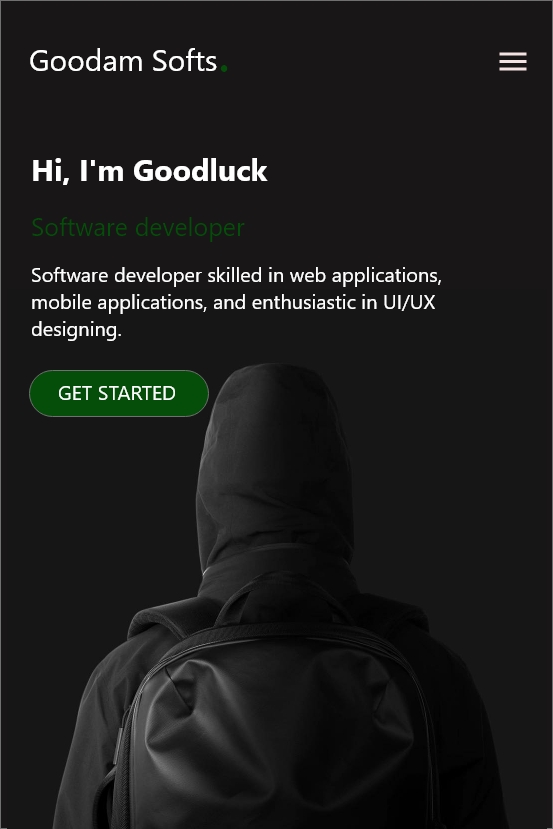 Goodam Softs.
Hi, I'm Goodluck
Software developer
Software developer skilled in web applications,
mobile applications, and enthusiastic in UI/UX
designing.
GET STARTED